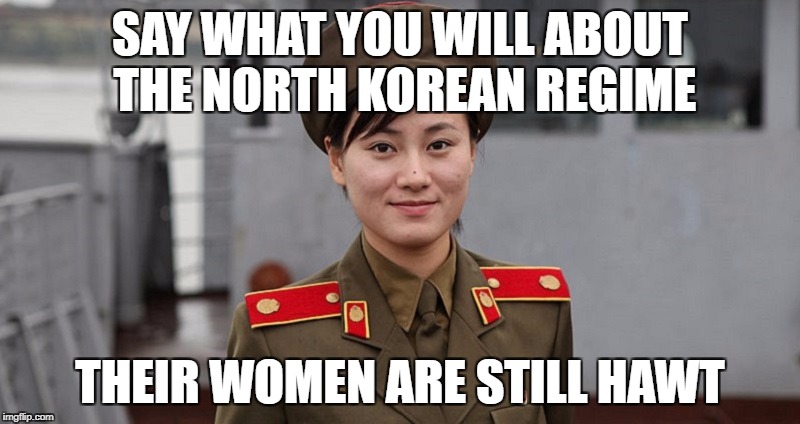 SAY WHAT YOU WILL ABOUT
THE NORTH KOREAN REGIME
THEIR WOMEN ARE STILL HAWT
imgflip.com